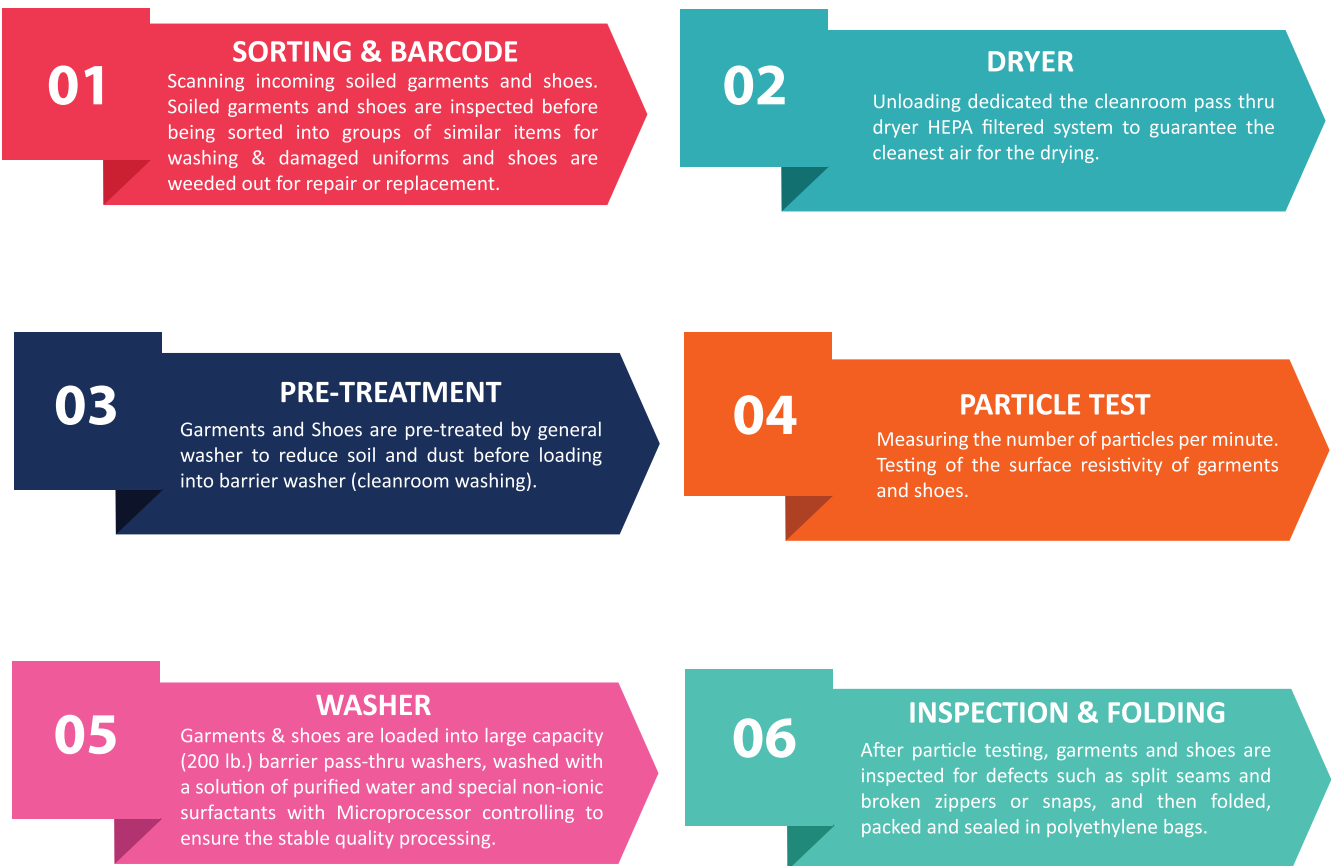 01
SORTING & BARCODE
Scanning incoming soiled garments and shoes.
Soiled garments and shoes are inspected before
being sorted into groups of similar items for
washing & damaged uniforms and shoes are
weeded out for repair or replacement.
02
DRYER
Unloading dedicated the cleanroom pass thru
dryer HEPA filtered system to guarantee the
cleanest air for the drying.
03
PRE-TREATMENT
Garments and Shoes are pre-treated by general
washer to reduce soil and dust before loading
into barrier washer (cleanroom washing).
04
PARTICLE TEST
Measuring the number of particles per minute.
Testing of the surface resistivity of garments
and shoes.
05
WASHER
Garments & shoes are loaded into large capacity
(200 lb.) barrier pass-thru washers, washed with
a solution of purified water and special non-ionic
surfactants with Microprocessor controlling to
ensure the stable quality processing.
06
INSPECTION & FOLDING
After particle testing, garments and shoes are
inspected for defects such as split seams and
broken zippers or snaps, and then folded,
packed and sealed in polyethylene bags.